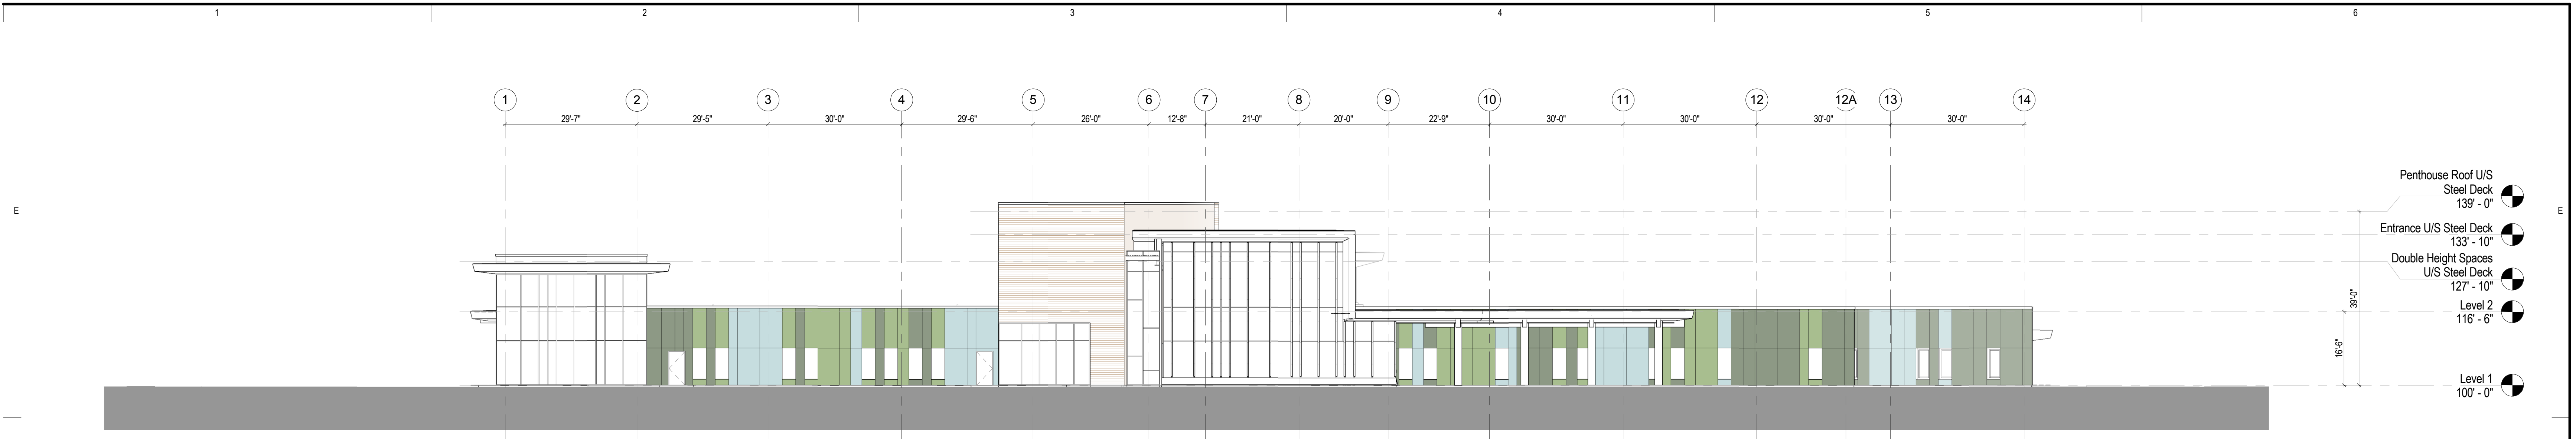 1 2 3 4 5 6
1 2 3 4 5 6 7 8 9 10 11 12 12A 13 14
29'-7" 29'-5" 30'-0" 29'-6" 26'-0" 12'-8" 21'-0" 20'-0" 22'-9" 30'-0" 30'-0" 30'-0" 30'-0"
Penthouse Roof U/S
Steel Deck
139' - 0"
E E
Entrance U/S Steel Deck
133' - 10"
Double Height Spaces
U/S Steel Deck
127' - 10"
39'-0"
Level 2
116' - 6"
16'-6"
Level 1
100' - 0"